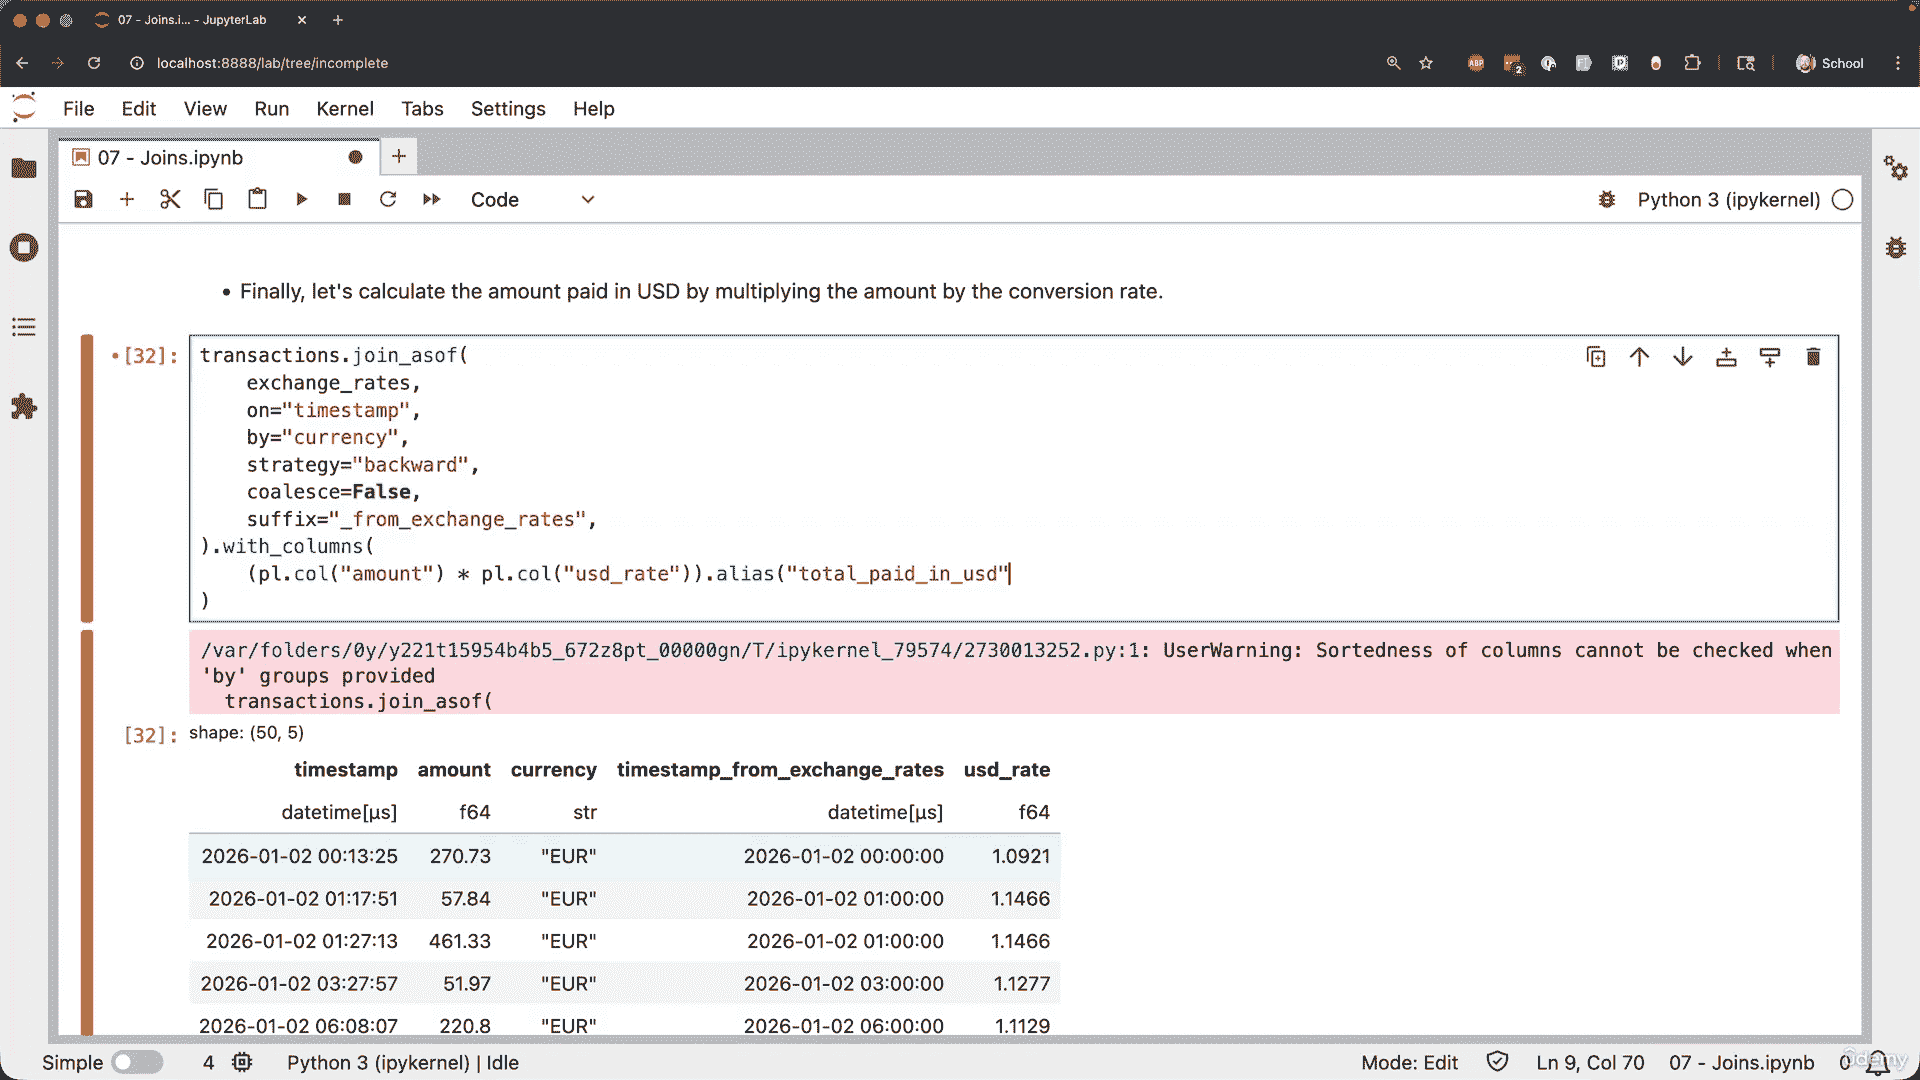 07 - Joins.i... - JupyterLab
localhost:8888/lab/tree/incomplete
ABP
2
School
File Edit View Run Kernel Tabs Settings Help
07 - Joins.ipynb
Code
Python 3 (ipykernel)
• Finally, let's calculate the amount paid in USD by multiplying the amount by the conversion rate.
[32]:
transactions.join_asof(
    exchange_rates,
    on="timestamp",
    by="currency",
    strategy="backward",
    coalesce=False,
    suffix="_from_exchange_rates",
).with_columns(
    (pl.col("amount") * pl.col("usd_rate")).alias("total_paid_in_usd"
)
/var/folders/0y/y221t15954b4b5_672z8pt_00000gn/T/ipykernel_79574/2730013252.py:1: UserWarning: Sortedness of columns cannot be checked when
'by' groups provided
  transactions.join_asof(
[32]: shape: (50, 5)
timestamp amount currency timestamp_from_exchange_rates usd_rate
datetime[μs] f64 str datetime[μs] f64
2026-01-02 00:13:25 270.73 "EUR" 2026-01-02 00:00:00 1.0921
2026-01-02 01:17:51 57.84 "EUR" 2026-01-02 01:00:00 1.1466
2026-01-02 01:27:13 461.33 "EUR" 2026-01-02 01:00:00 1.1466
2026-01-02 03:27:57 51.97 "EUR" 2026-01-02 03:00:00 1.1277
2026-01-02 06:08:07 220.8 "EUR" 2026-01-02 06:00:00 1.1129
Simple 4 Python 3 (ipykernel) | Idle Mode: Edit Ln 9, Col 70 07 - Joins.ipynb 0
Udemy